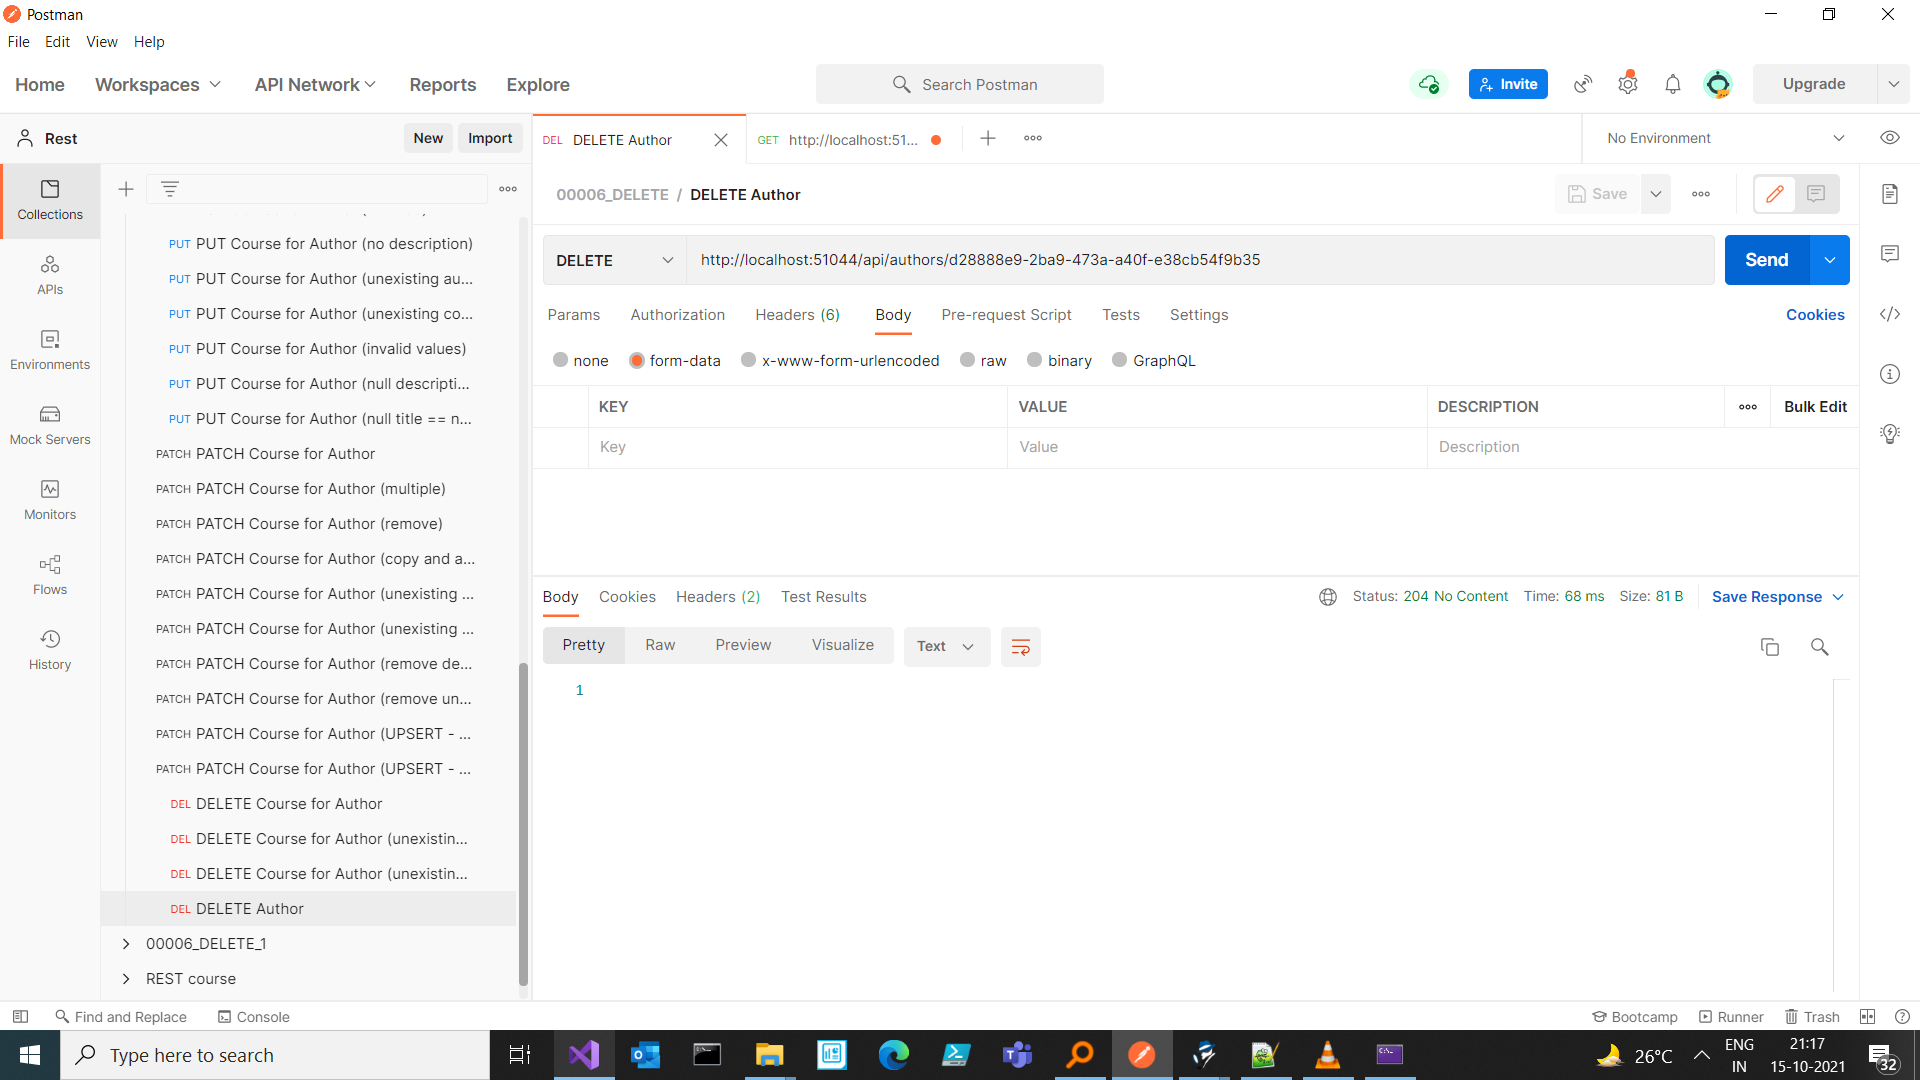 Postman
File Edit View Help
Home Workspaces API Network Reports Explore
Search Postman
Invite
Upgrade
Rest
New Import
DEL DELETE Author
GET http://localhost:51...
No Environment
Collections
APIs
Environments
Mock Servers
Monitors
Flows
History
PUT PUT Course for Author (no description)
PUT PUT Course for Author (unexisting au...
PUT PUT Course for Author (unexisting co...
PUT PUT Course for Author (invalid values)
PUT PUT Course for Author (null descripti...
PUT PUT Course for Author (null title == n...
PATCH PATCH Course for Author
PATCH PATCH Course for Author (multiple)
PATCH PATCH Course for Author (remove)
PATCH PATCH Course for Author (copy and a...
PATCH PATCH Course for Author (unexisting ...
PATCH PATCH Course for Author (unexisting ...
PATCH PATCH Course for Author (remove de...
PATCH PATCH Course for Author (remove un...
PATCH PATCH Course for Author (UPSERT - ...
PATCH PATCH Course for Author (UPSERT - ...
DEL DELETE Course for Author
DEL DELETE Course for Author (unexistin...
DEL DELETE Course for Author (unexistin...
DEL DELETE Author
00006_DELETE_1
REST course
00006_DELETE / DELETE Author
Save
DELETE http://localhost:51044/api/authors/d28888e9-2ba9-473a-a40f-e38cb54f9b35
Send
Params Authorization Headers (6) Body Pre-request Script Tests Settings Cookies
none form-data x-www-form-urlencoded raw binary GraphQL
KEY VALUE DESCRIPTION Bulk Edit
Key Value Description
Body Cookies Headers (2) Test Results
Status: 204 No Content Time: 68 ms Size: 81 B Save Response
Pretty Raw Preview Visualize Text
1
Find and Replace Console
Bootcamp Runner Trash
Type here to search
26°C
ENG
IN
21:17
15-10-2021
32